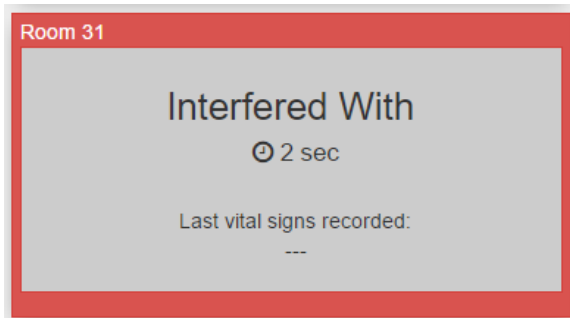 Room 31
Interfered With
2 sec
Last vital signs recorded:
---